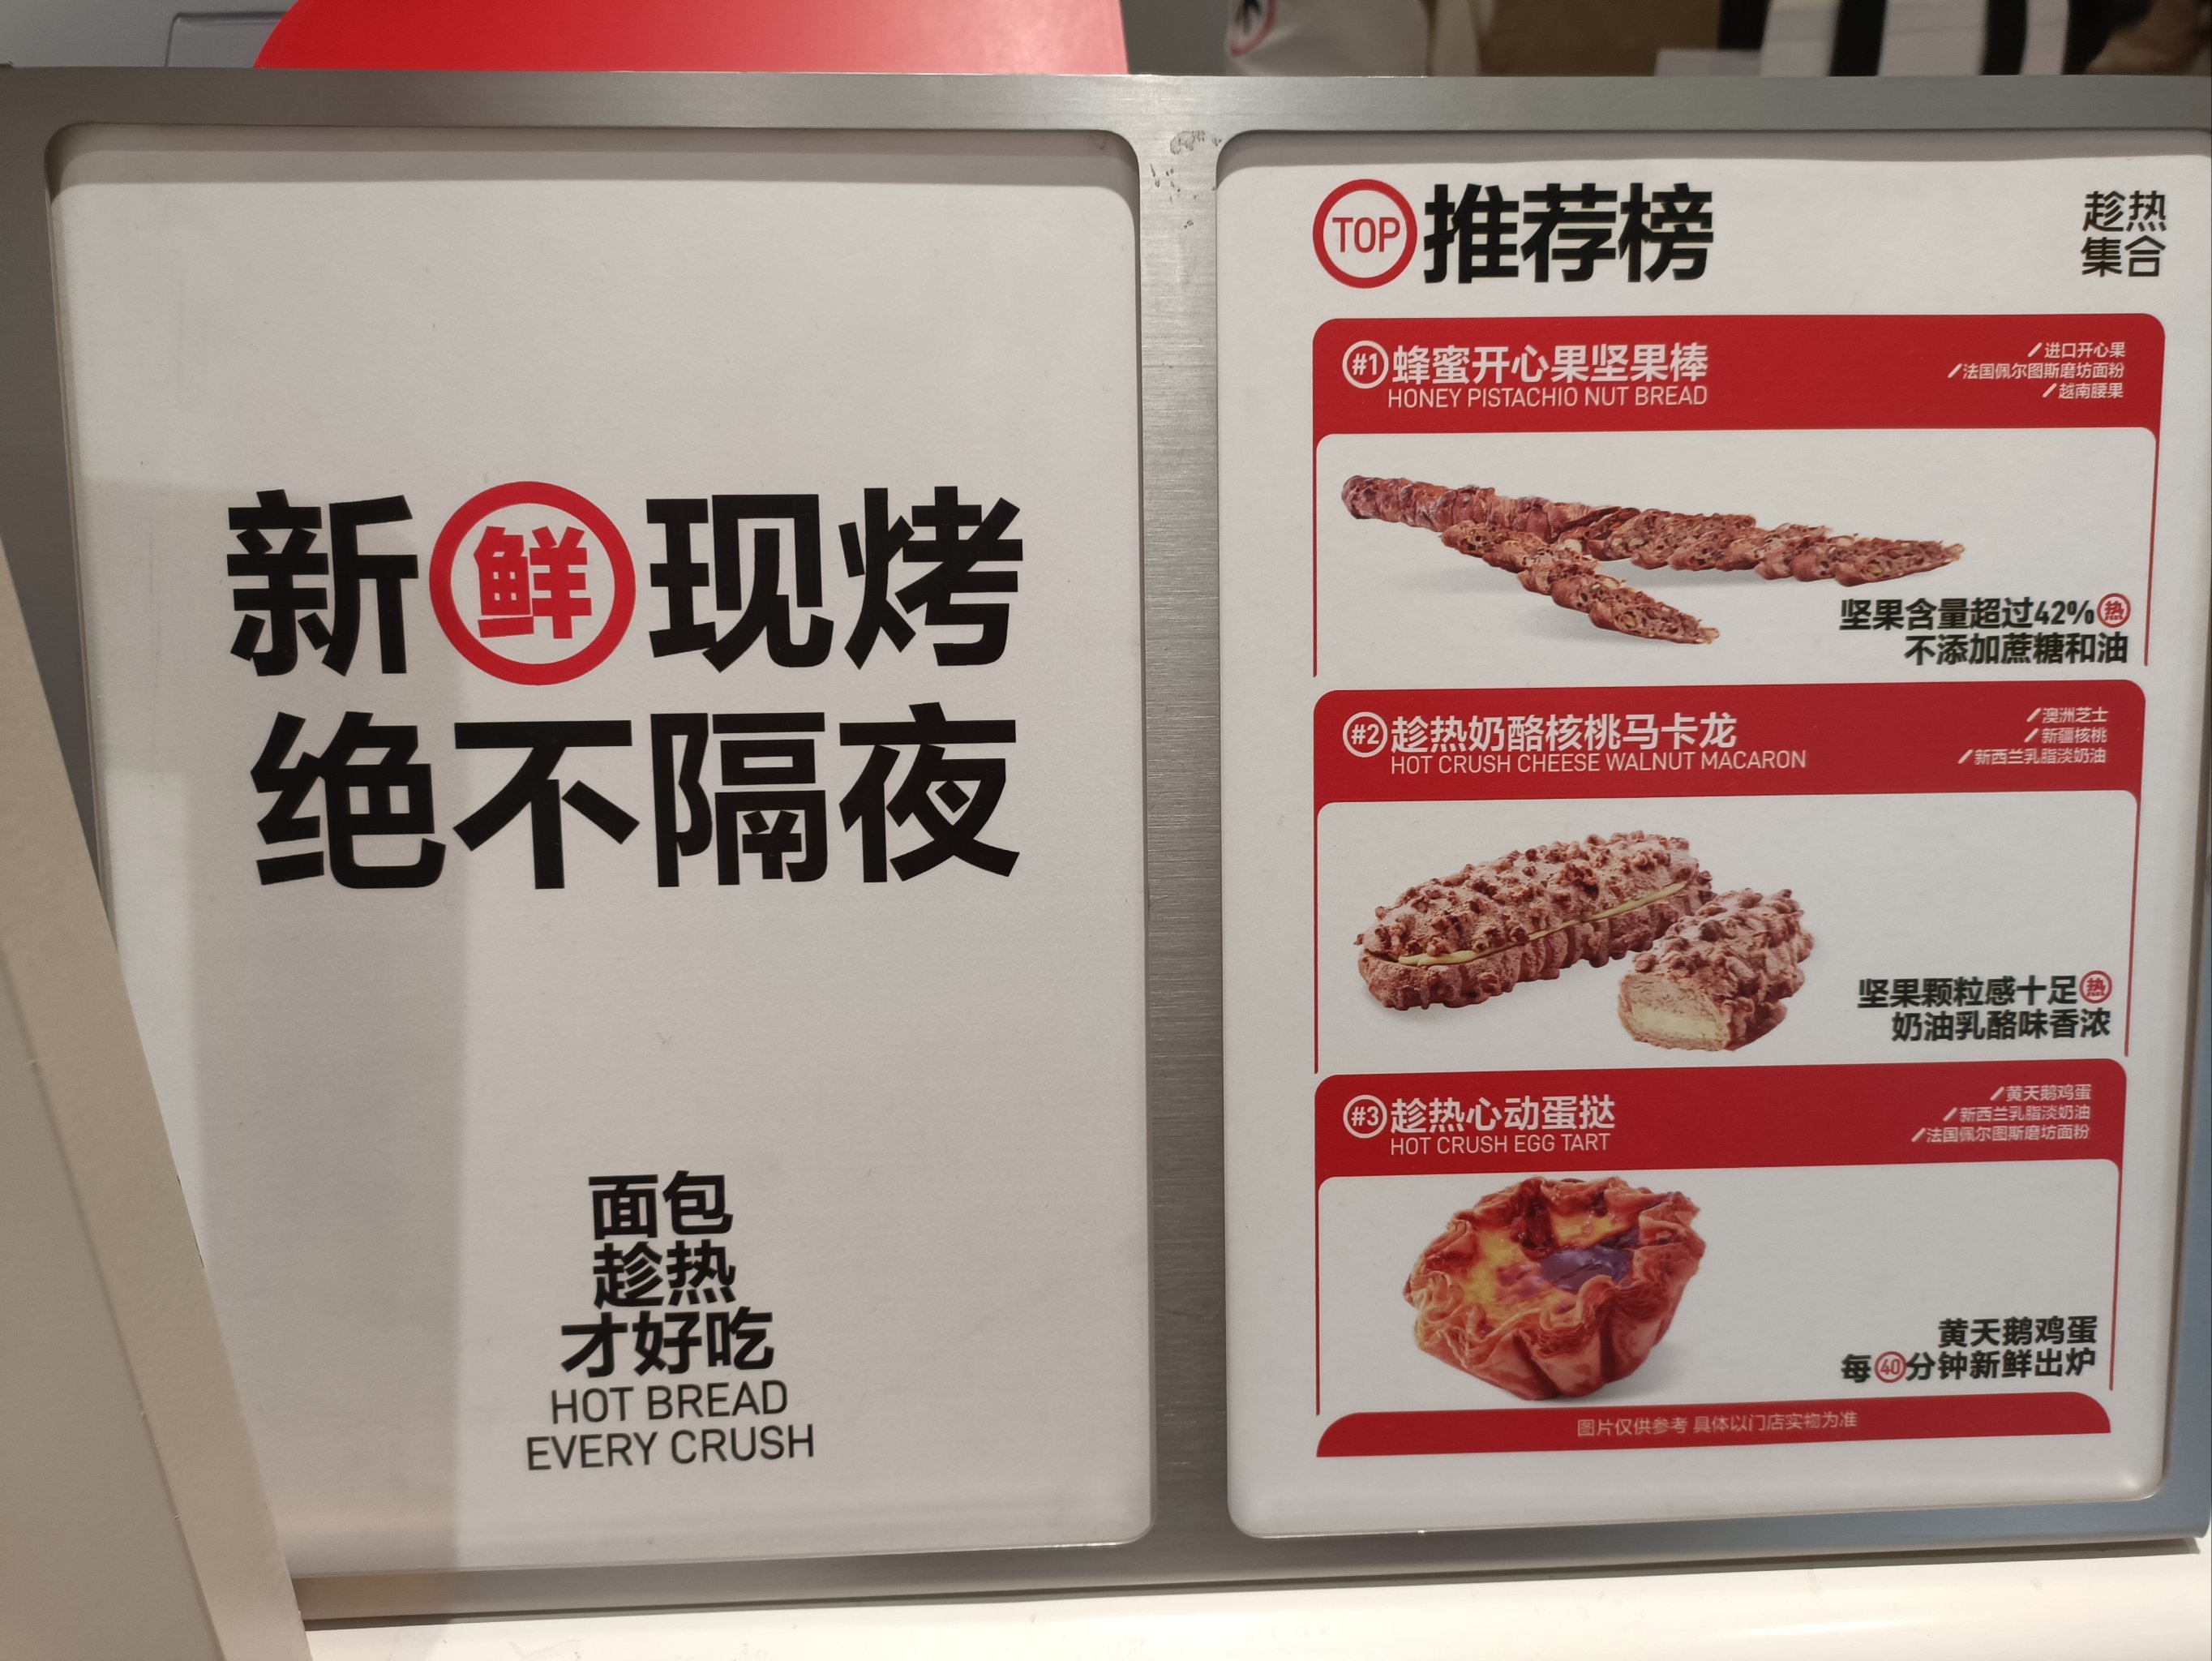 新鲜现烤
绝不隔夜
面包
趁热
才好吃
HOT BREAD
EVERY CRUSH
TOP 推荐榜
趁热
集合
#1 蜂蜜开心果坚果棒
HONEY PISTACHIO NUT BREAD
/进口开心果
/法国佩尔图斯磨坊面粉
/越南腰果
坚果含量超过42%热
不添加蔗糖和油
#2 趁热奶酪核桃马卡龙
HOT CRUSH CHEESE WALNUT MACARON
/澳洲芝士
/新疆核桃
/新西兰乳脂淡奶油
坚果颗粒感十足热
奶油乳酪味香浓
#3 趁热心动蛋挞
HOT CRUSH EGG TART
/黄天鹅鸡蛋
/新西兰乳脂淡奶油
/法国佩尔图斯磨坊面粉
黄天鹅鸡蛋
每40分钟新鲜出炉
图片仅供参考 具体以门店实物为准